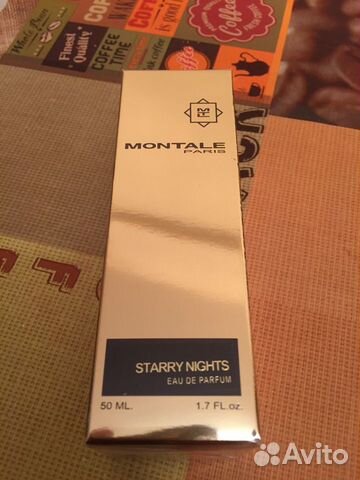 Finest
Quality
COFFEE
TIME
Coffee
MONTALE
PARIS
STARRY NIGHTS
EAU DE PARFUM
50 ML. 1.7 FL.oz.
Avito